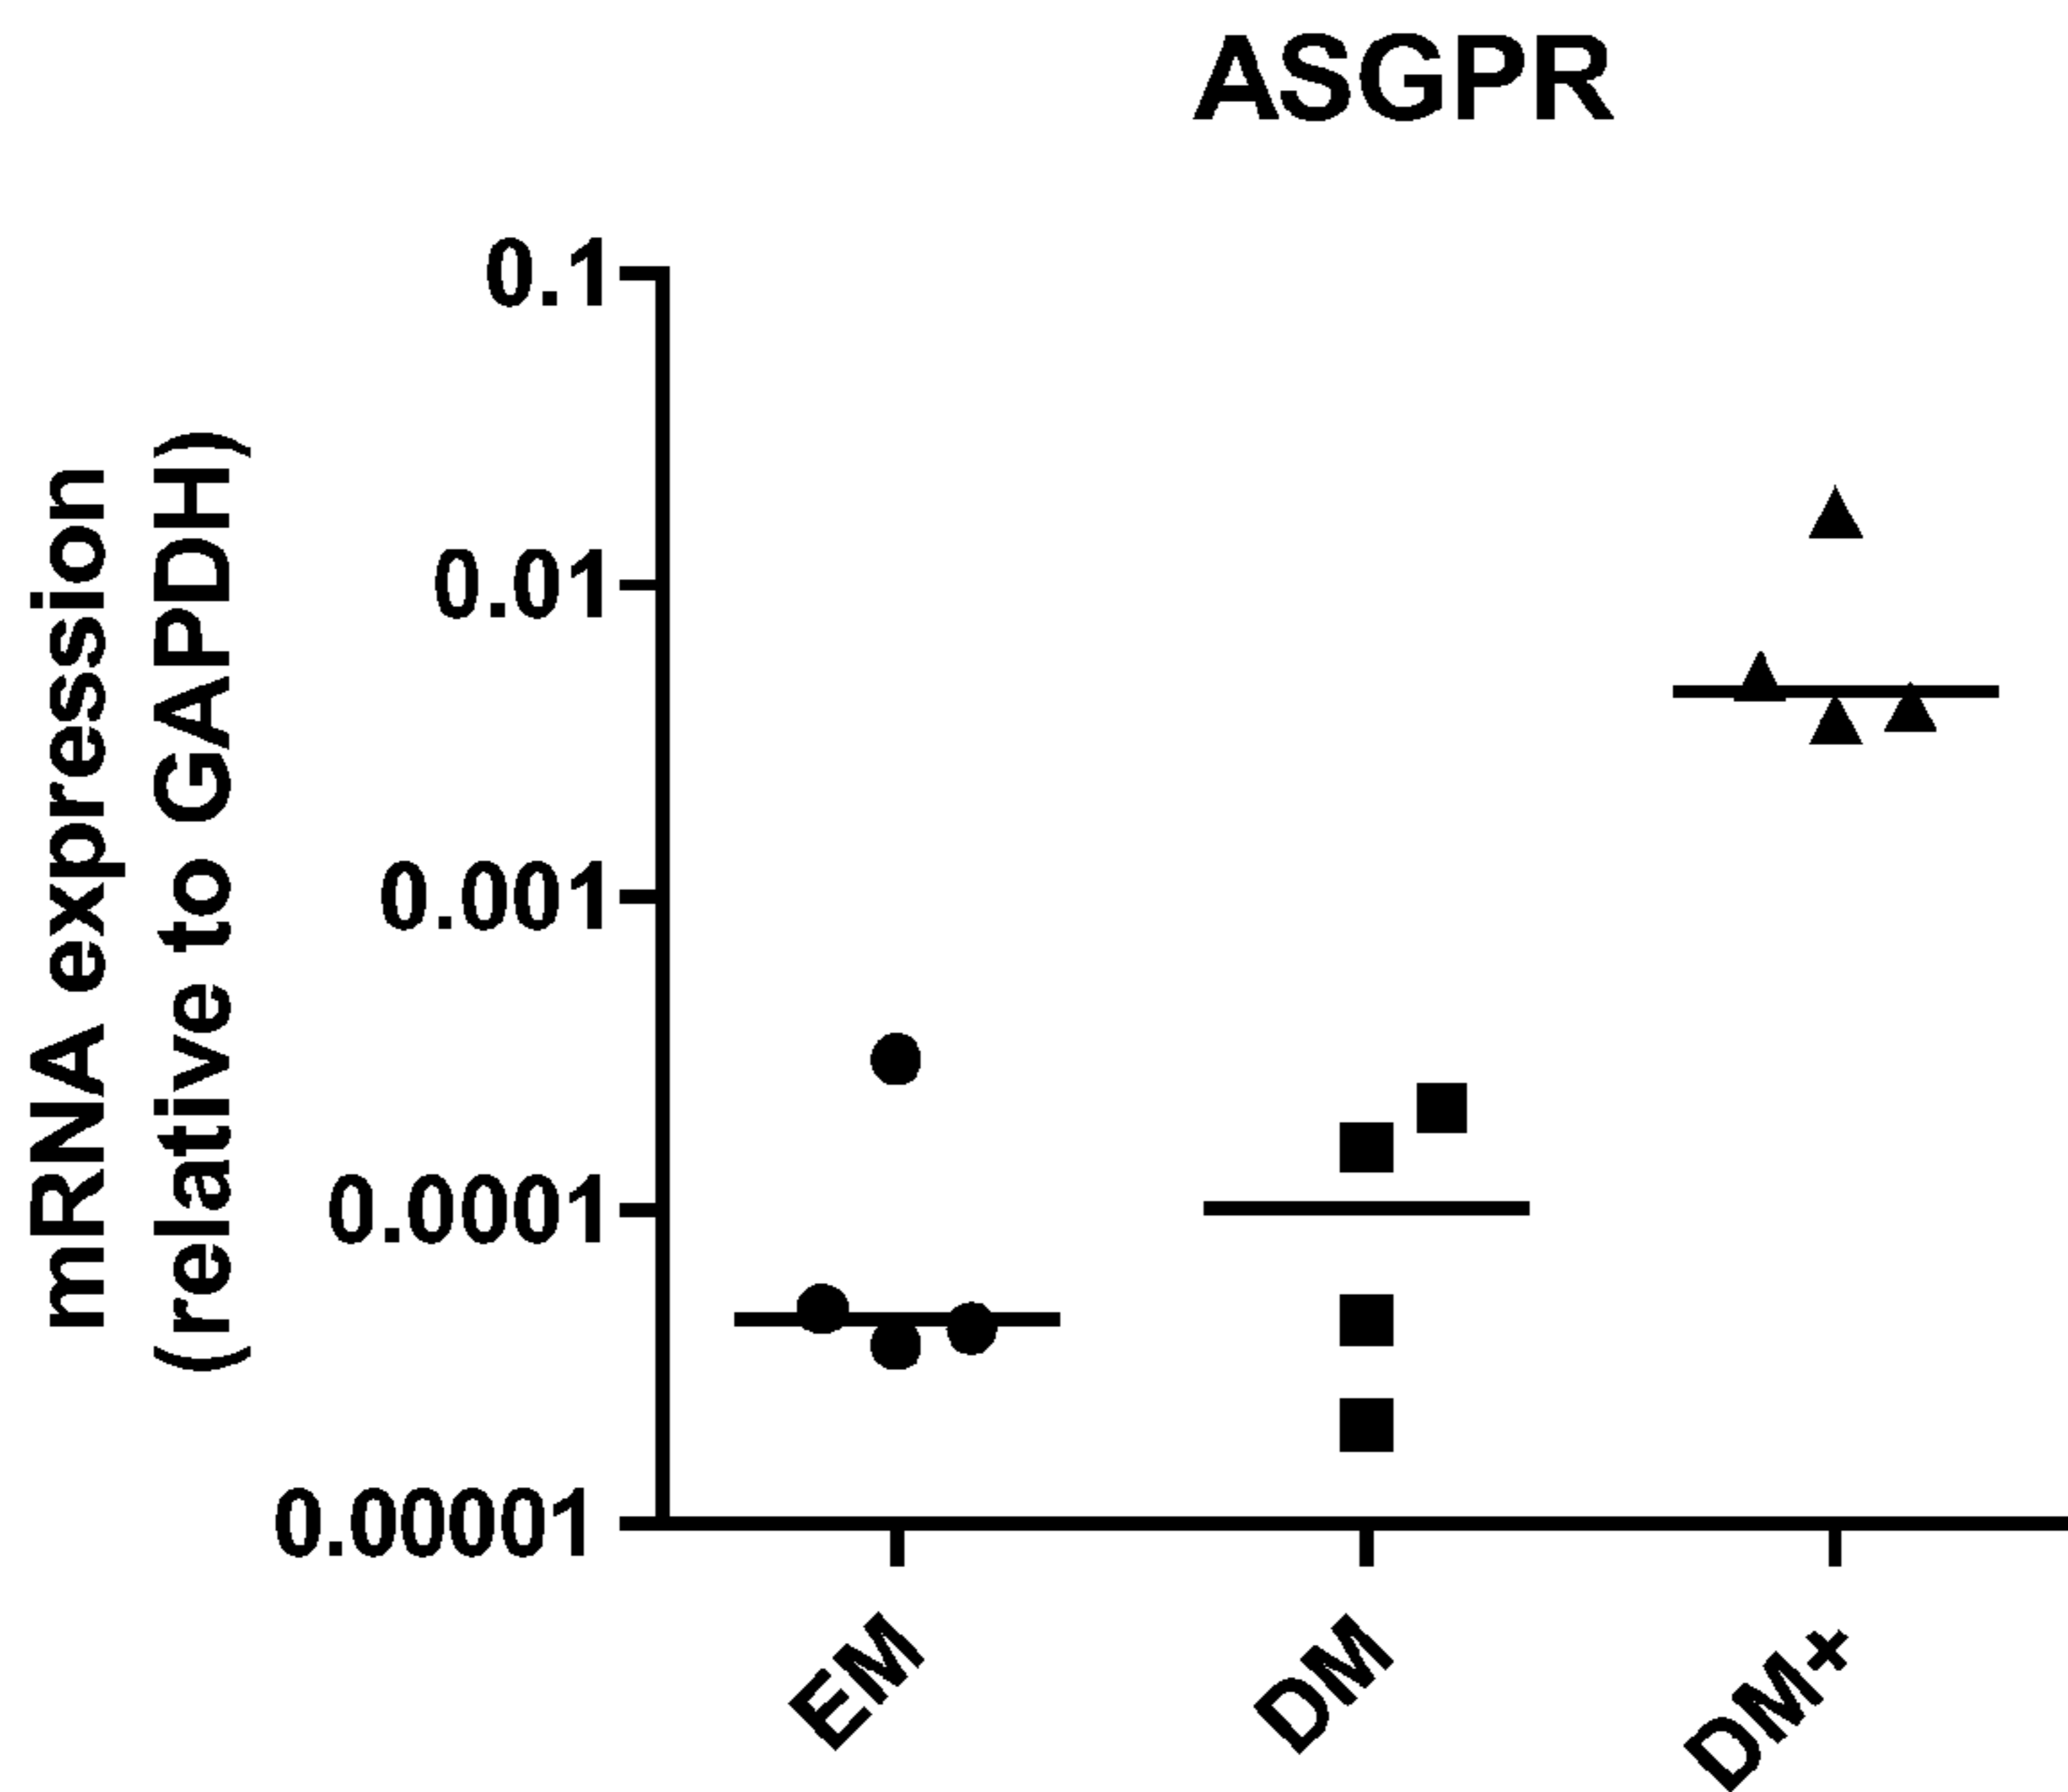 ASGPR
mRNA expression
(relative to GAPDH)
0.1
0.01
0.001
0.0001
0.00001
EM
DM
DM+